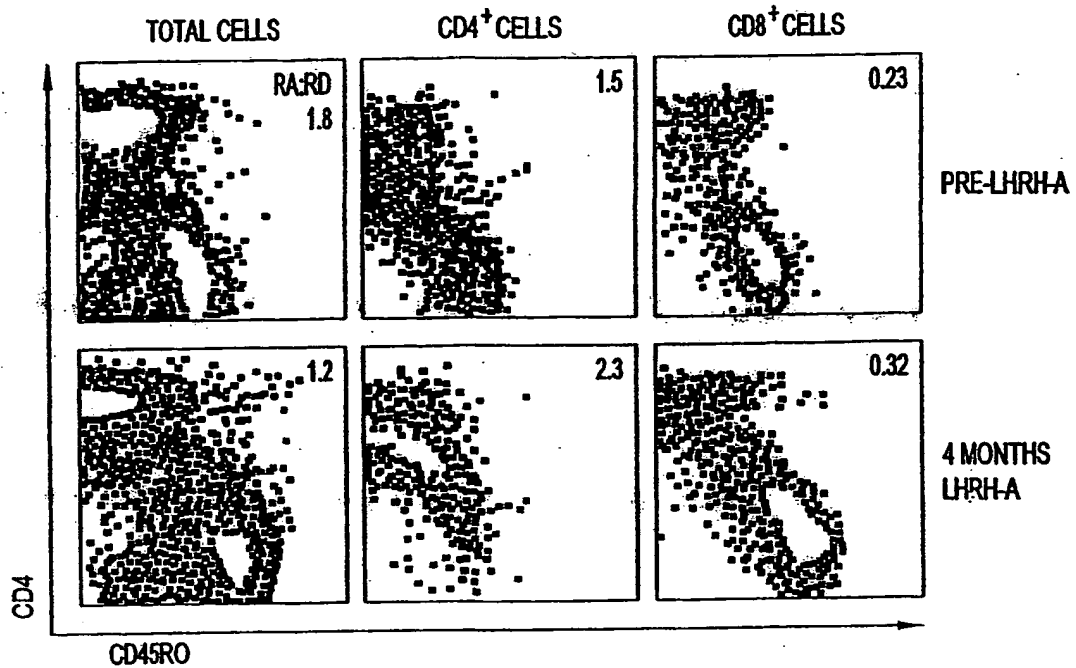 TOTAL CELLS
CD4+ CELLS
CD8+ CELLS
RA:RD
1.8
1.5
0.23
PRE-LHRH-A
1.2
2.3
0.32
4 MONTHS
LHRH-A
CD4
CD45RO